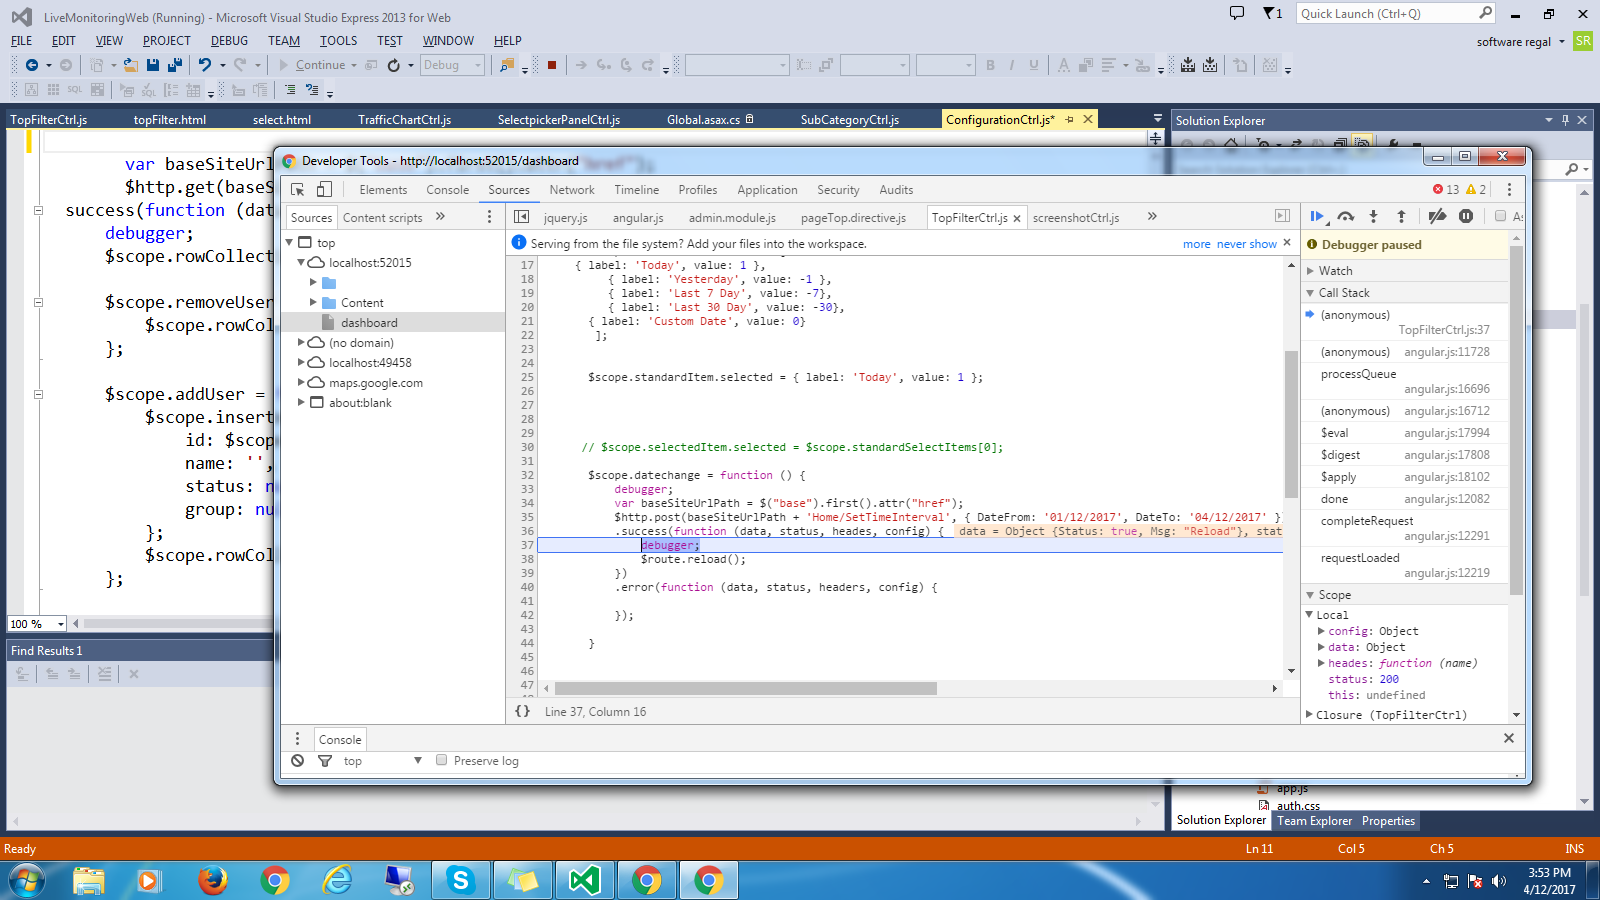 LiveMonitoringWeb (Running) - Microsoft Visual Studio Express 2013 for Web
1
Quick Launch (Ctrl+Q)
FILE EDIT VIEW PROJECT DEBUG TEAM TOOLS TEST WINDOW HELP
software regal SR
Continue Debug
TopFilterCtrl.js topFilter.html select.html TrafficChartCtrl.js SelectpickerPanelCtrl.js Global.asax.cs SubCategoryCtrl.js ConfigurationCtrl.js*
Solution Explorer
var baseSiteUrl
$http.get(baseS
success(function (dat
debugger;
$scope.rowCollect
$scope.removeUser
$scope.rowCol
};
$scope.addUser =
$scope.insert
id: $scop
name: '',
status: n
group: nu
};
$scope.rowCol
};
100 %
Find Results 1
Developer Tools - http://localhost:52015/dashboard
Elements Console Sources Network Timeline Profiles Application Security Audits
13 2
Sources Content scripts »
jquery.js angular.js admin.module.js pageTop.directive.js TopFilterCtrl.js × screenshotCtrl.js »
top
localhost:52015
Content
dashboard
(no domain)
localhost:49458
maps.google.com
about:blank
Serving from the file system? Add your files into the workspace. more never show ×
17 { label: 'Today', value: 1 },
18 { label: 'Yesterday', value: -1 },
19 { label: 'Last 7 Day', value: -7},
20 { label: 'Last 30 Day', value: -30},
21 { label: 'Custom Date', value: 0}
22 ];
23
24
25 $scope.standardItem.selected = { label: 'Today', value: 1 };
26
27
28
29
30 // $scope.selectedItem.selected = $scope.standardSelectItems[0];
31
32 $scope.datechange = function () {
33 debugger;
34 var baseSiteUrlPath = $("base").first().attr("href");
35 $http.post(baseSiteUrlPath + 'Home/SetTimeInterval', { DateFrom: '01/12/2017', DateTo: '04/12/2017' })
36 .success(function (data, status, heades, config) { data = Object {Status: true, Msg: "Reload"}, stat
37 debugger;
38 $route.reload();
39 })
40 .error(function (data, status, headers, config) {
41
42 });
43
44 }
45
46
47
{} Line 37, Column 16
As
Debugger paused
Watch
Call Stack
(anonymous)
TopFilterCtrl.js:37
(anonymous) angular.js:11728
processQueue
angular.js:16696
(anonymous) angular.js:16712
$eval angular.js:17994
$digest angular.js:17808
$apply angular.js:18102
done angular.js:12082
completeRequest
angular.js:12291
requestLoaded
angular.js:12219
Scope
Local
config: Object
data: Object
heades: function (name)
status: 200
this: undefined
Closure (TopFilterCtrl)
Console
top Preserve log
app.js
auth.css
Solution Explorer Team Explorer Properties
Ready Ln 11 Col 5 Ch 5 INS
3:53 PM
4/12/2017